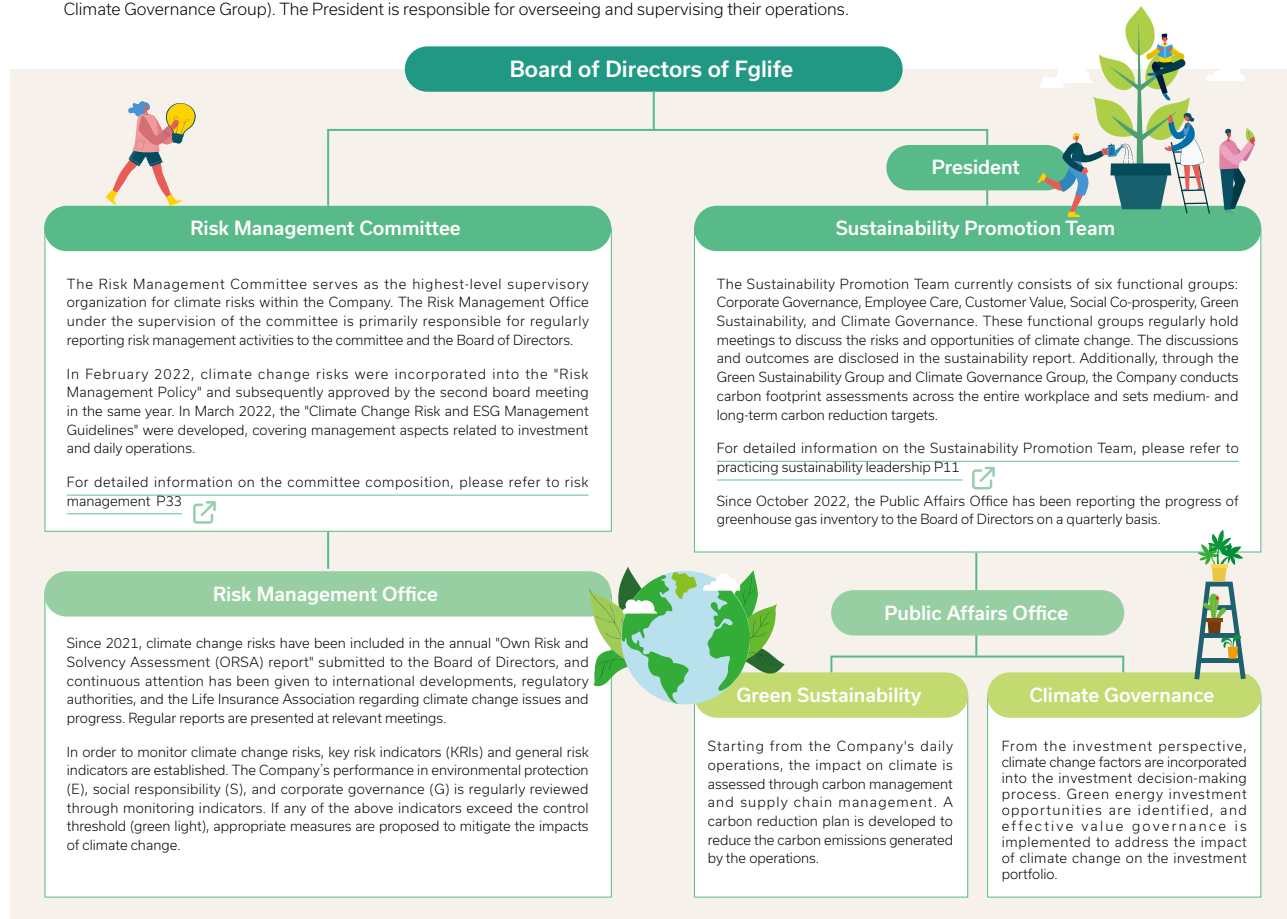 Climate Governance Group). The President is responsible for overseeing and supervising their operations.
Board of Directors of Fglife
President
Risk Management Committee
The Risk Management Committee serves as the highest-level supervisory
organization for climate risks within the Company. The Risk Management Office
under the supervision of the committee is primarily responsible for regularly
reporting risk management activities to the committee and the Board of Directors.
In February 2022, climate change risks were incorporated into the "Risk
Management Policy" and subsequently approved by the second board meeting
in the same year. In March 2022, the "Climate Change Risk and ESG Management
Guidelines" were developed, covering management aspects related to investment
and daily operations.
For detailed information on the committee composition, please refer to risk
management P33
Sustainability Promotion Team
The Sustainability Promotion Team currently consists of six functional groups:
Corporate Governance, Employee Care, Customer Value, Social Co-prosperity, Green
Sustainability, and Climate Governance. These functional groups regularly hold
meetings to discuss the risks and opportunities of climate change. The discussions
and outcomes are disclosed in the sustainability report. Additionally, through the
Green Sustainability Group and Climate Governance Group, the Company conducts
carbon footprint assessments across the entire workplace and sets medium- and
long-term carbon reduction targets.
For detailed information on the Sustainability Promotion Team, please refer to
practicing sustainability leadership P11
Since October 2022, the Public Affairs Office has been reporting the progress of
greenhouse gas inventory to the Board of Directors on a quarterly basis.
Risk Management Office
Since 2021, climate change risks have been included in the annual "Own Risk and
Solvency Assessment (ORSA) report" submitted to the Board of Directors, and
continuous attention has been given to international developments, regulatory
authorities, and the Life Insurance Association regarding climate change issues and
progress. Regular reports are presented at relevant meetings.
In order to monitor climate change risks, key risk indicators (KRIs) and general risk
indicators are established. The Company's performance in environmental protection
(E), social responsibility (S), and corporate governance (G) is regularly reviewed
through monitoring indicators. If any of the above indicators exceed the control
threshold (green light), appropriate measures are proposed to mitigate the impacts
of climate change.
Public Affairs Office
Green Sustainability
Starting from the Company's daily
operations, the impact on climate is
assessed through carbon management
and supply chain management. A
carbon reduction plan is developed to
reduce the carbon emissions generated
by the operations.
Climate Governance
From the investment perspective,
climate change factors are incorporated
into the investment decision-making
process. Green energy investment
opportunities are identified, and
effective value governance is
implemented to address the impact
of climate change on the investment
portfolio.